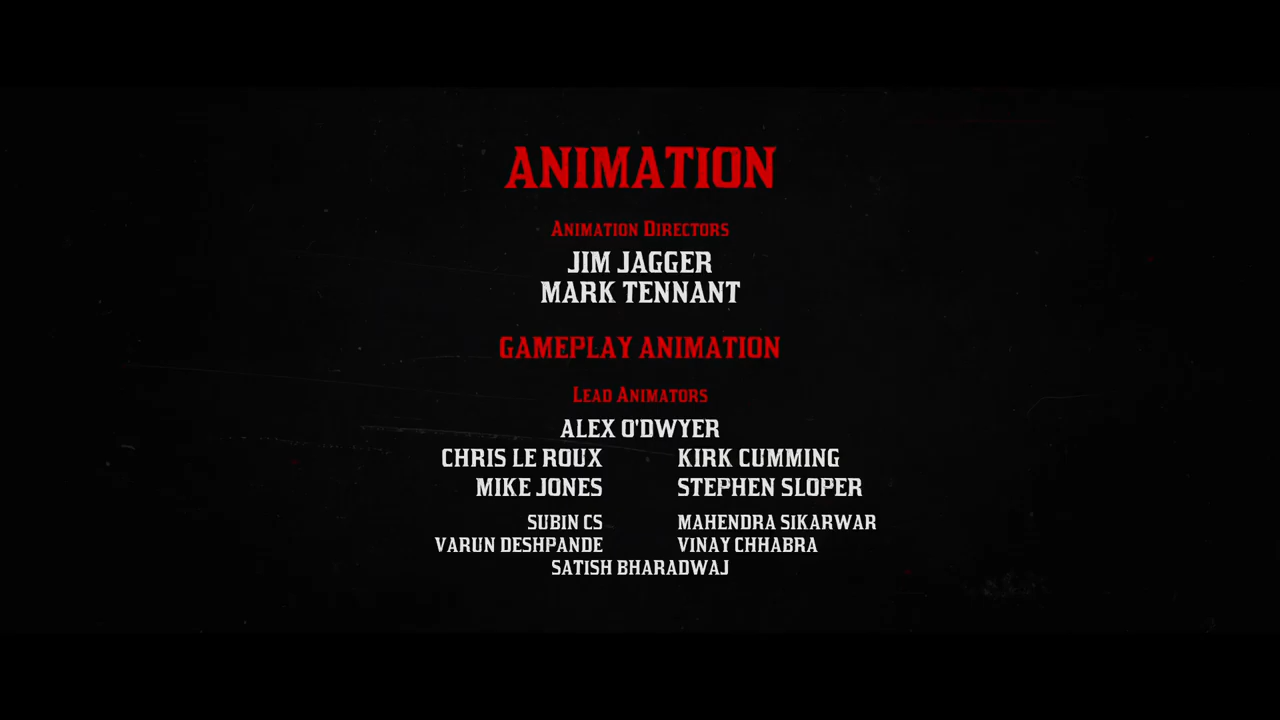 ANIMATION
ANIMATION DIRECTORS
JIM JAGGER
MARK TENNANT
GAMEPLAY ANIMATION
LEAD ANIMATORS
ALEX O'DWYER
CHRIS LE ROUX KIRK CUMMING
MIKE JONES STEPHEN SLOPER
SUBIN CS MAHENDRA SIKARWAR
VARUN DESHPANDE VINAY CHHABRA
SATISH BHARADWAJ